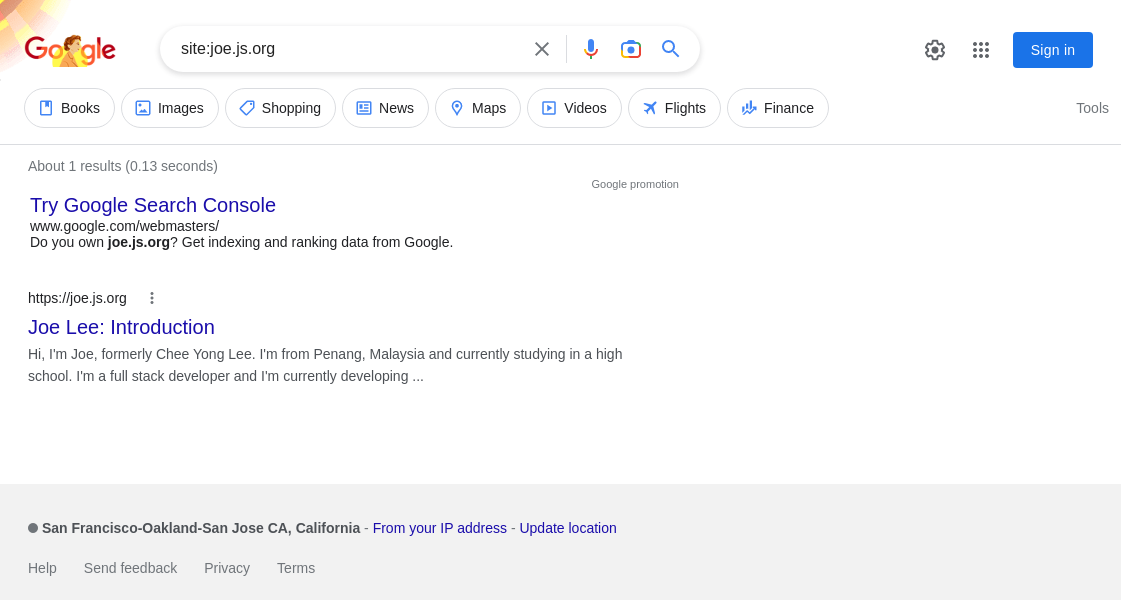 Google
site:joe.js.org
Sign in
Books Images Shopping News Maps Videos Flights Finance Tools
About 1 results (0.13 seconds)
Google promotion
Try Google Search Console
www.google.com/webmasters/
Do you own joe.js.org? Get indexing and ranking data from Google.
https://joe.js.org
Joe Lee: Introduction
Hi, I'm Joe, formerly Chee Yong Lee. I'm from Penang, Malaysia and currently studying in a high
school. I'm a full stack developer and I'm currently developing ...
San Francisco-Oakland-San Jose CA, California - From your IP address - Update location
Help Send feedback Privacy Terms